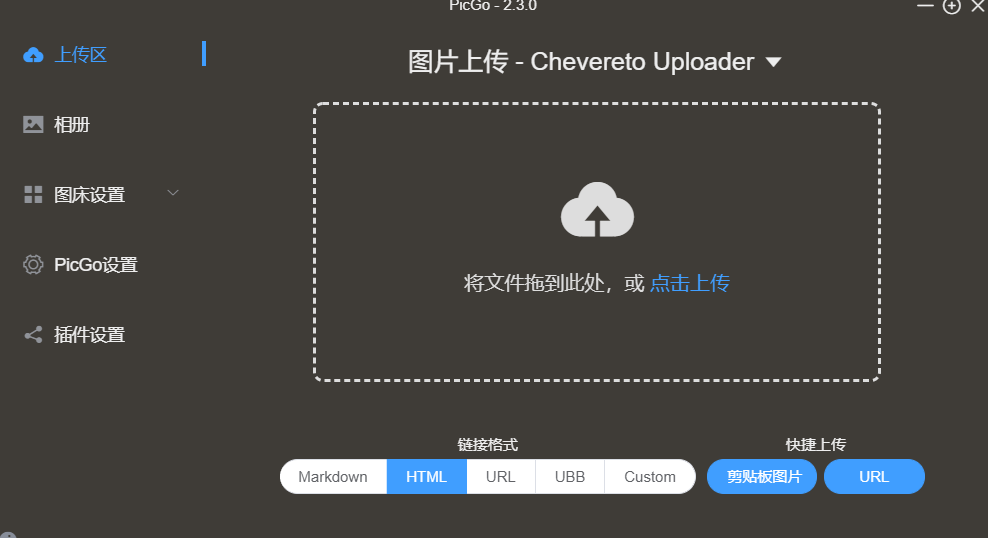 PicGo - 2.3.0
上传区
相册
图床设置
PicGo设置
插件设置
图片上传 - Chevereto Uploader
将文件拖到此处，或 点击上传
链接格式
Markdown HTML URL UBB Custom
快捷上传
剪贴板图片 URL